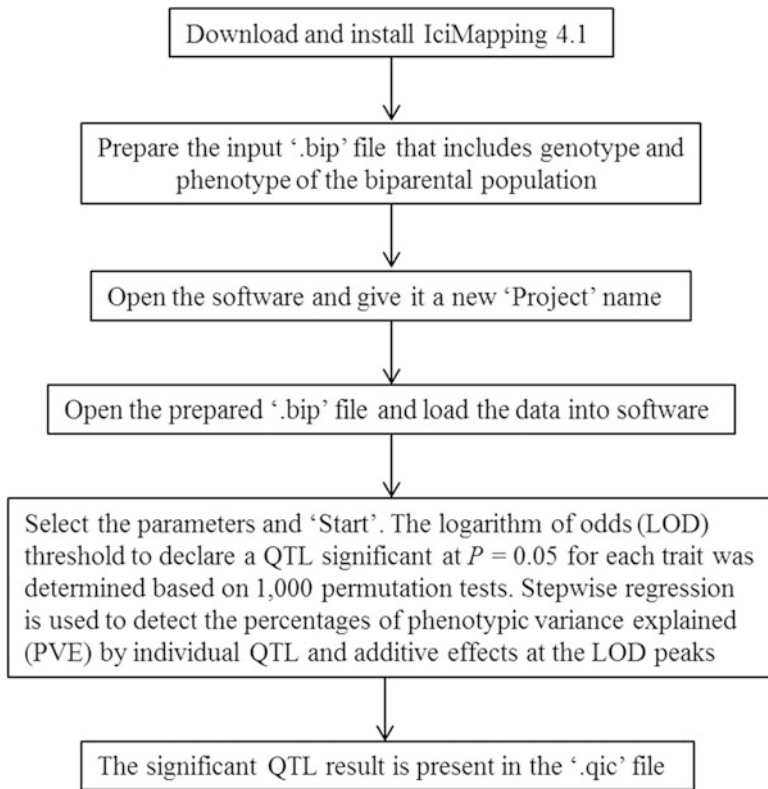 Download and install IciMapping 4.1
Prepare the input ‘.bip’ file that includes genotype and
phenotype of the biparental population
Open the software and give it a new ‘Project’ name
Open the prepared ‘.bip’ file and load the data into software
Select the parameters and ‘Start’. The logarithm of odds (LOD)
threshold to declare a QTL significant at P = 0.05 for each trait was
determined based on 1,000 permutation tests. Stepwise regression
is used to detect the percentages of phenotypic variance explained
(PVE) by individual QTL and additive effects at the LOD peaks
The significant QTL result is present in the ‘.qic’ file